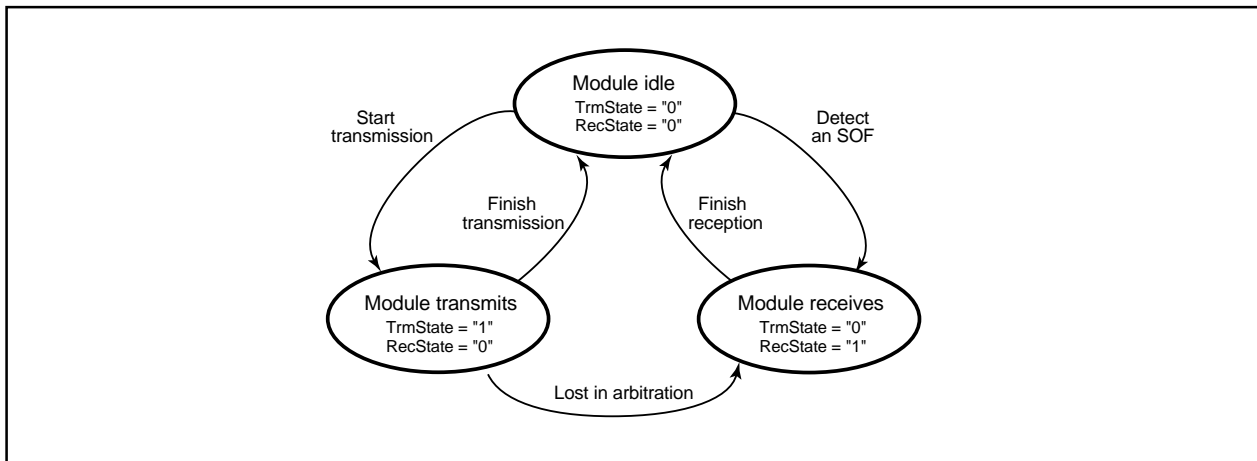 Module idle
TrmState = "0"
RecState = "0"
Start
transmission
Detect
an SOF
Finish
transmission
Finish
reception
Module transmits
TrmState = "1"
RecState = "0"
Module receives
TrmState = "0"
RecState = "1"
Lost in arbitration